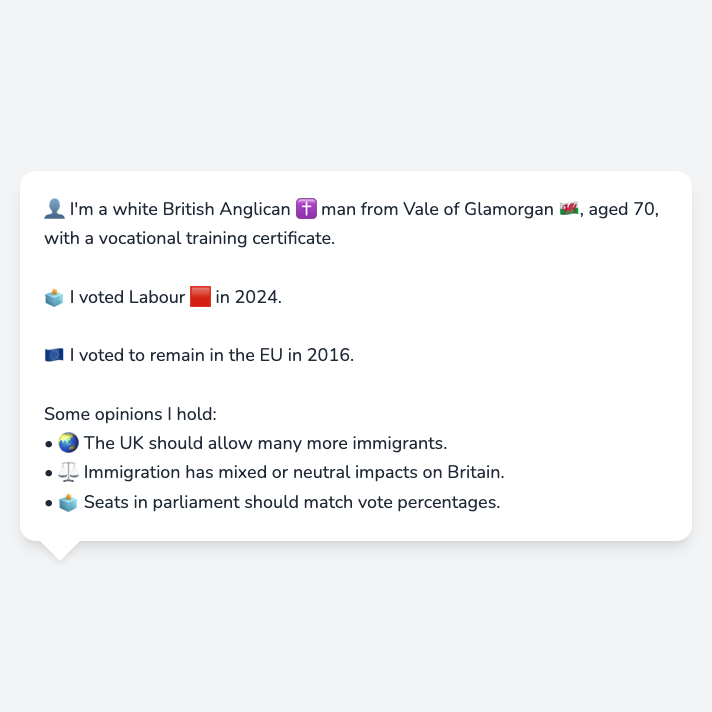 👤 I'm a white British Anglican ✝️ man from Vale of Glamorgan 🏴󠁧󠁢󠁷󠁬󠁳󠁿, aged 70,
with a vocational training certificate.
🗳️ I voted Labour 🟥 in 2024.
🇪🇺 I voted to remain in the EU in 2016.
Some opinions I hold:
• 🌏 The UK should allow many more immigrants.
• ⚖️ Immigration has mixed or neutral impacts on Britain.
• 🗳️ Seats in parliament should match vote percentages.